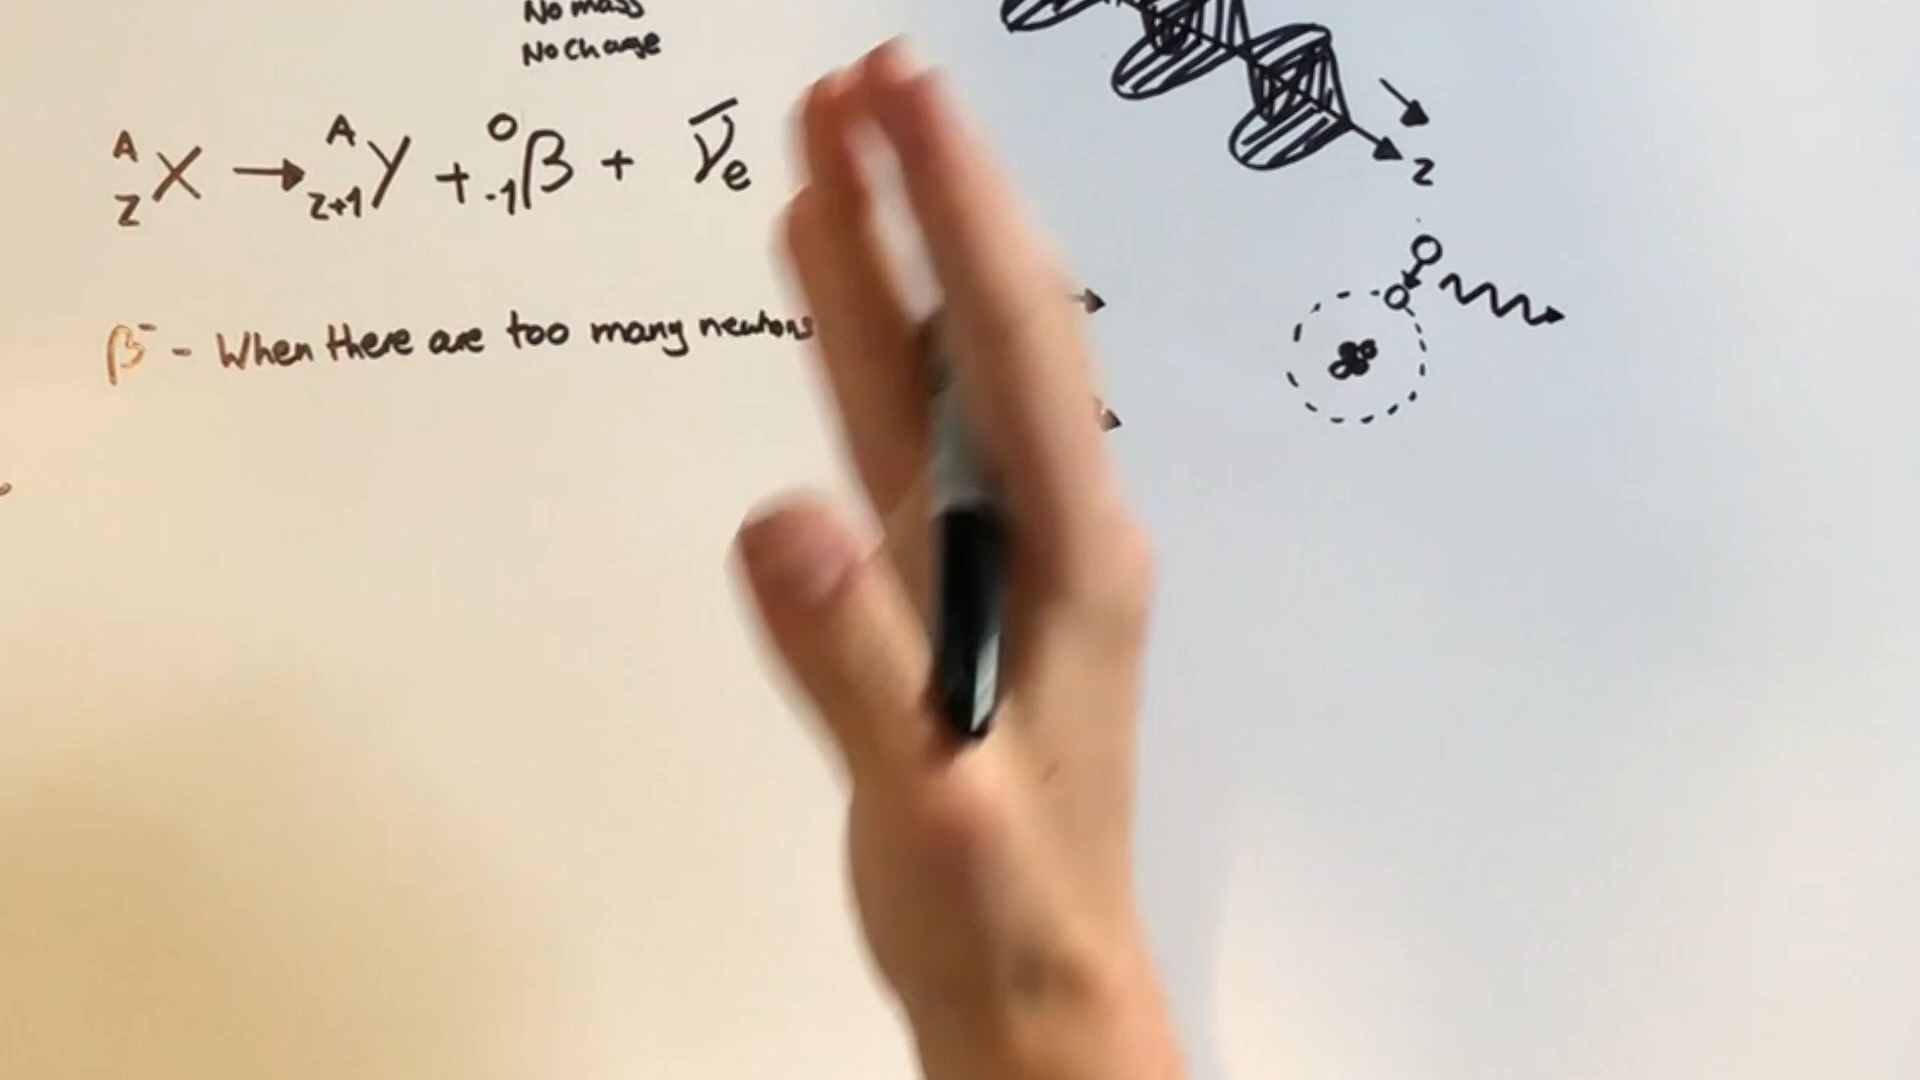 No mass
No Charge
A Z X → A Z+1 Y + 0 -1 β + ν̄e
z
β⁻ - When there are too many neutrons